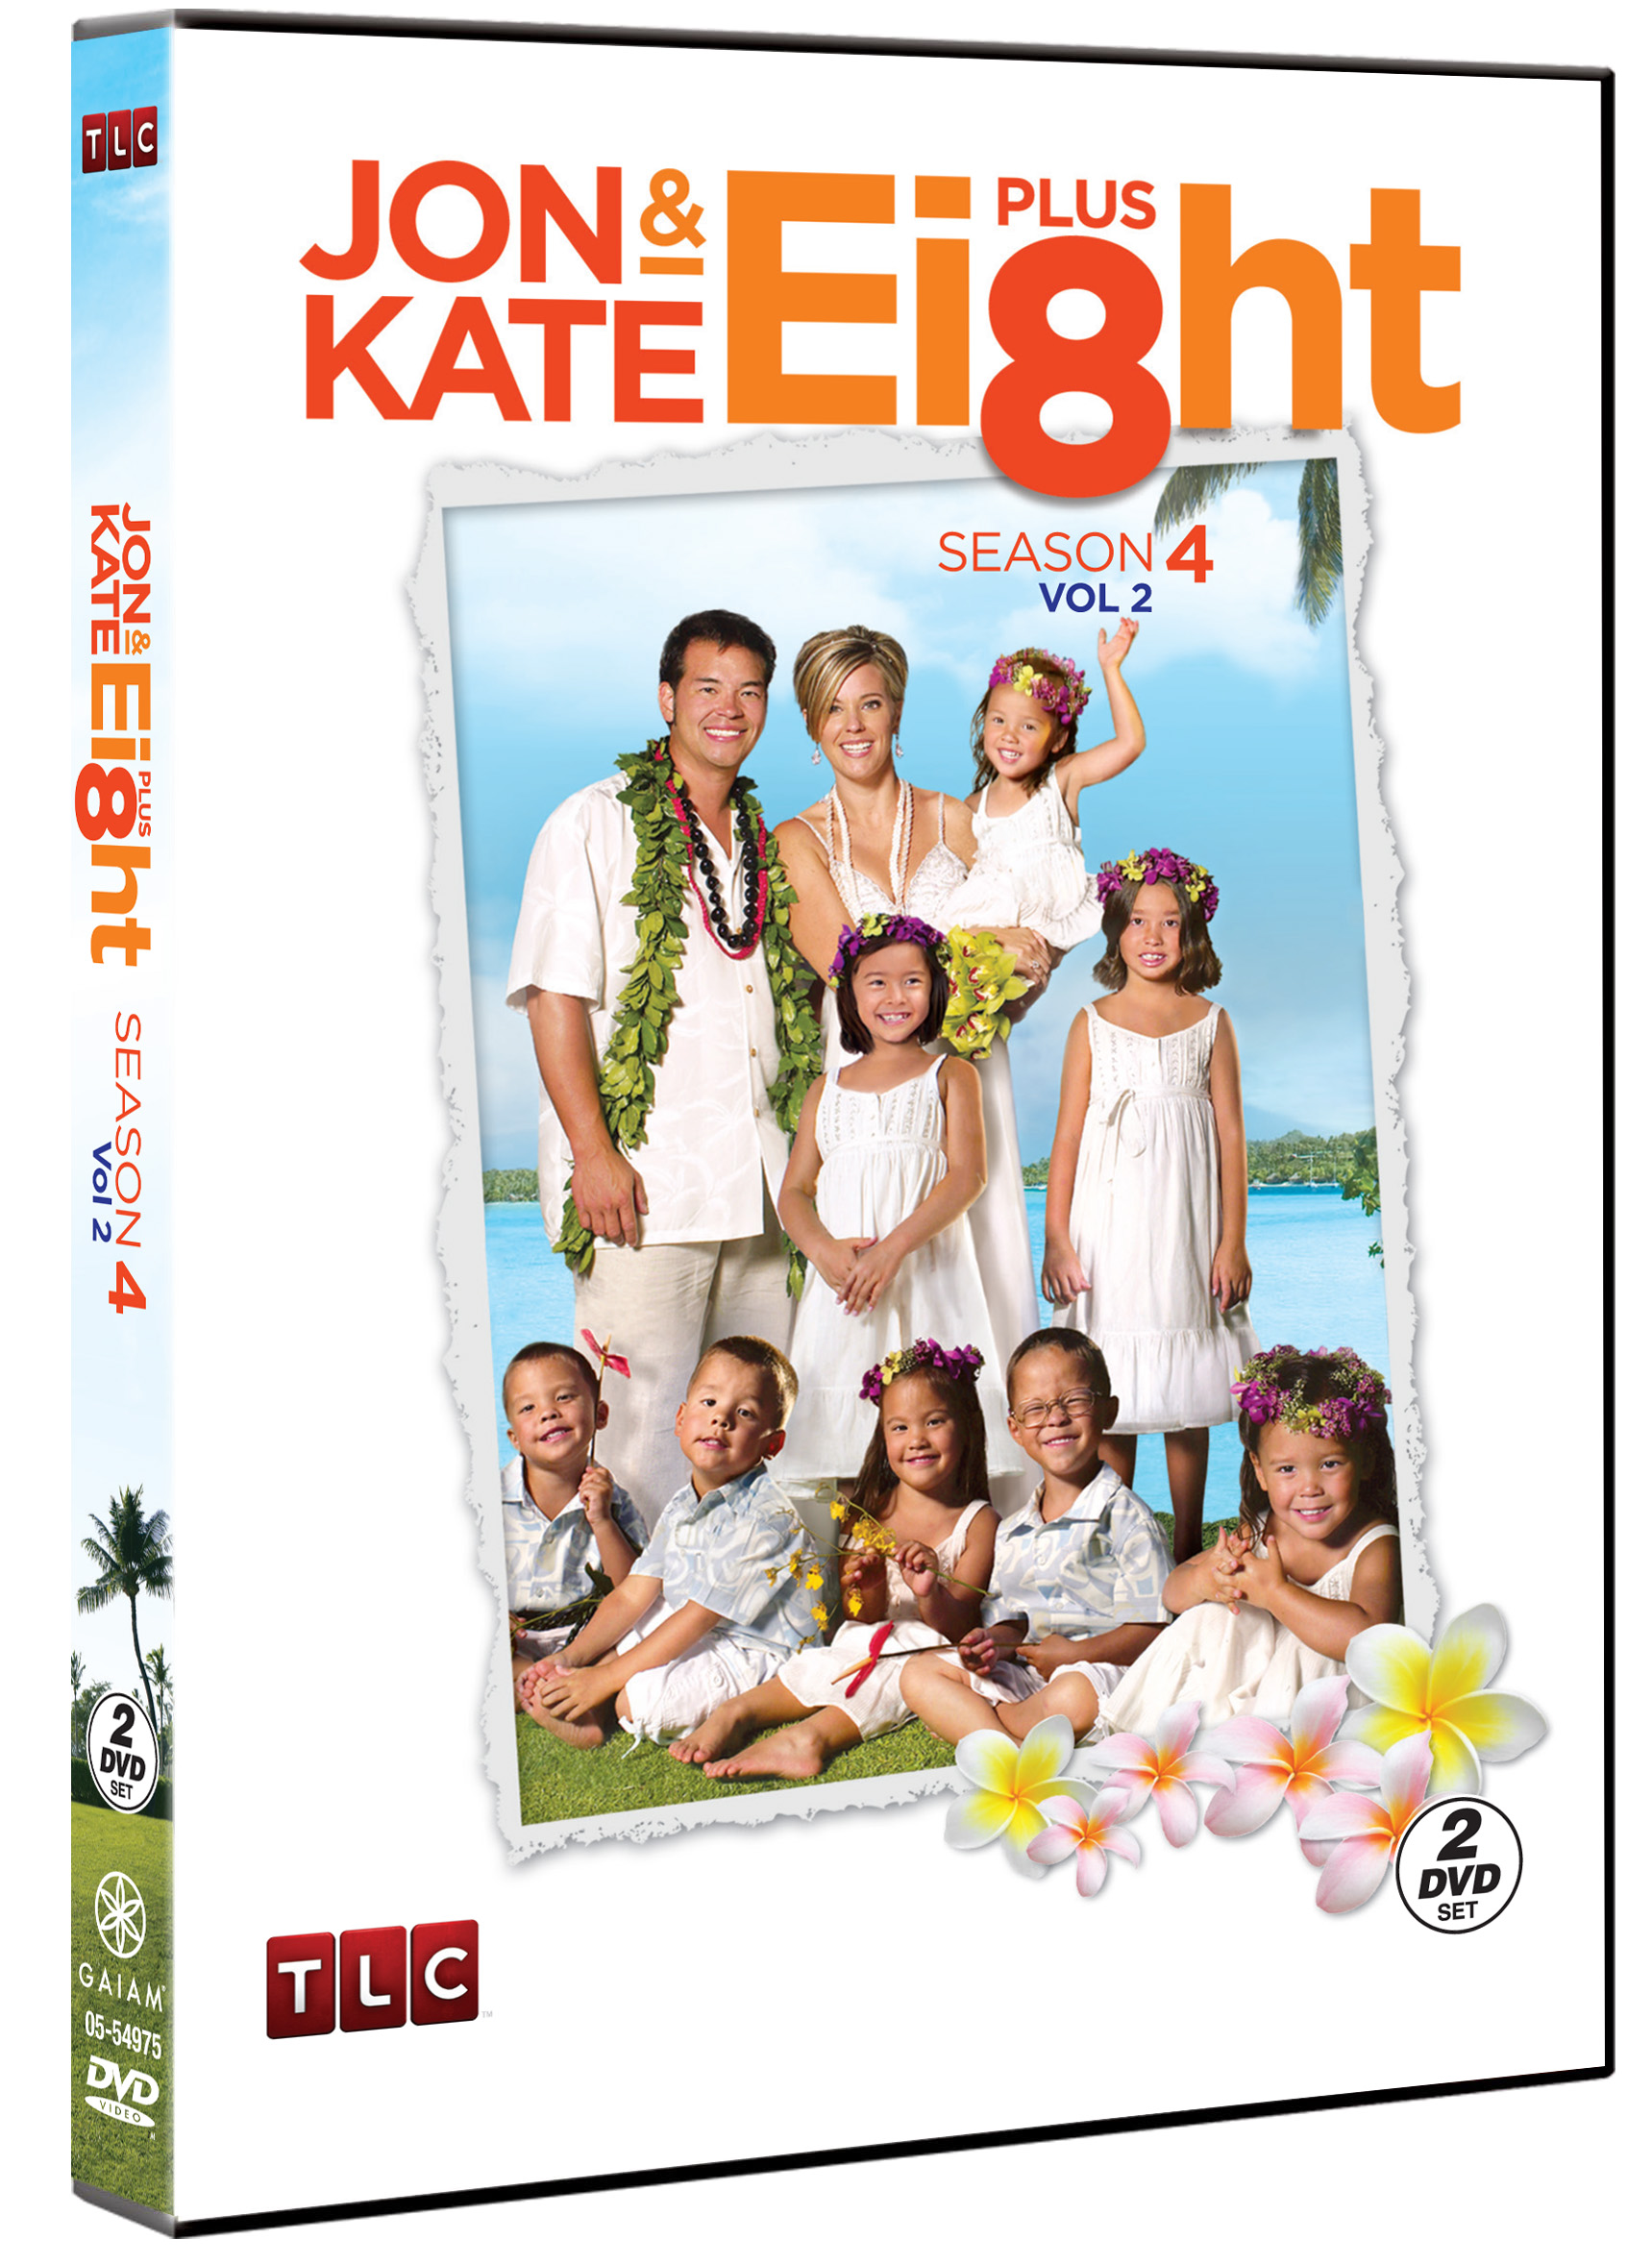 TLC
JON &
KATE
Ei8ht
PLUS
SEASON 4
Vol 2
2
DVD
SET
GAIAM
05-54975
DVD
VIDEO
JON &
KATE
Ei8ht
PLUS
SEASON 4
VOL 2
2
DVD
SET
TLC™